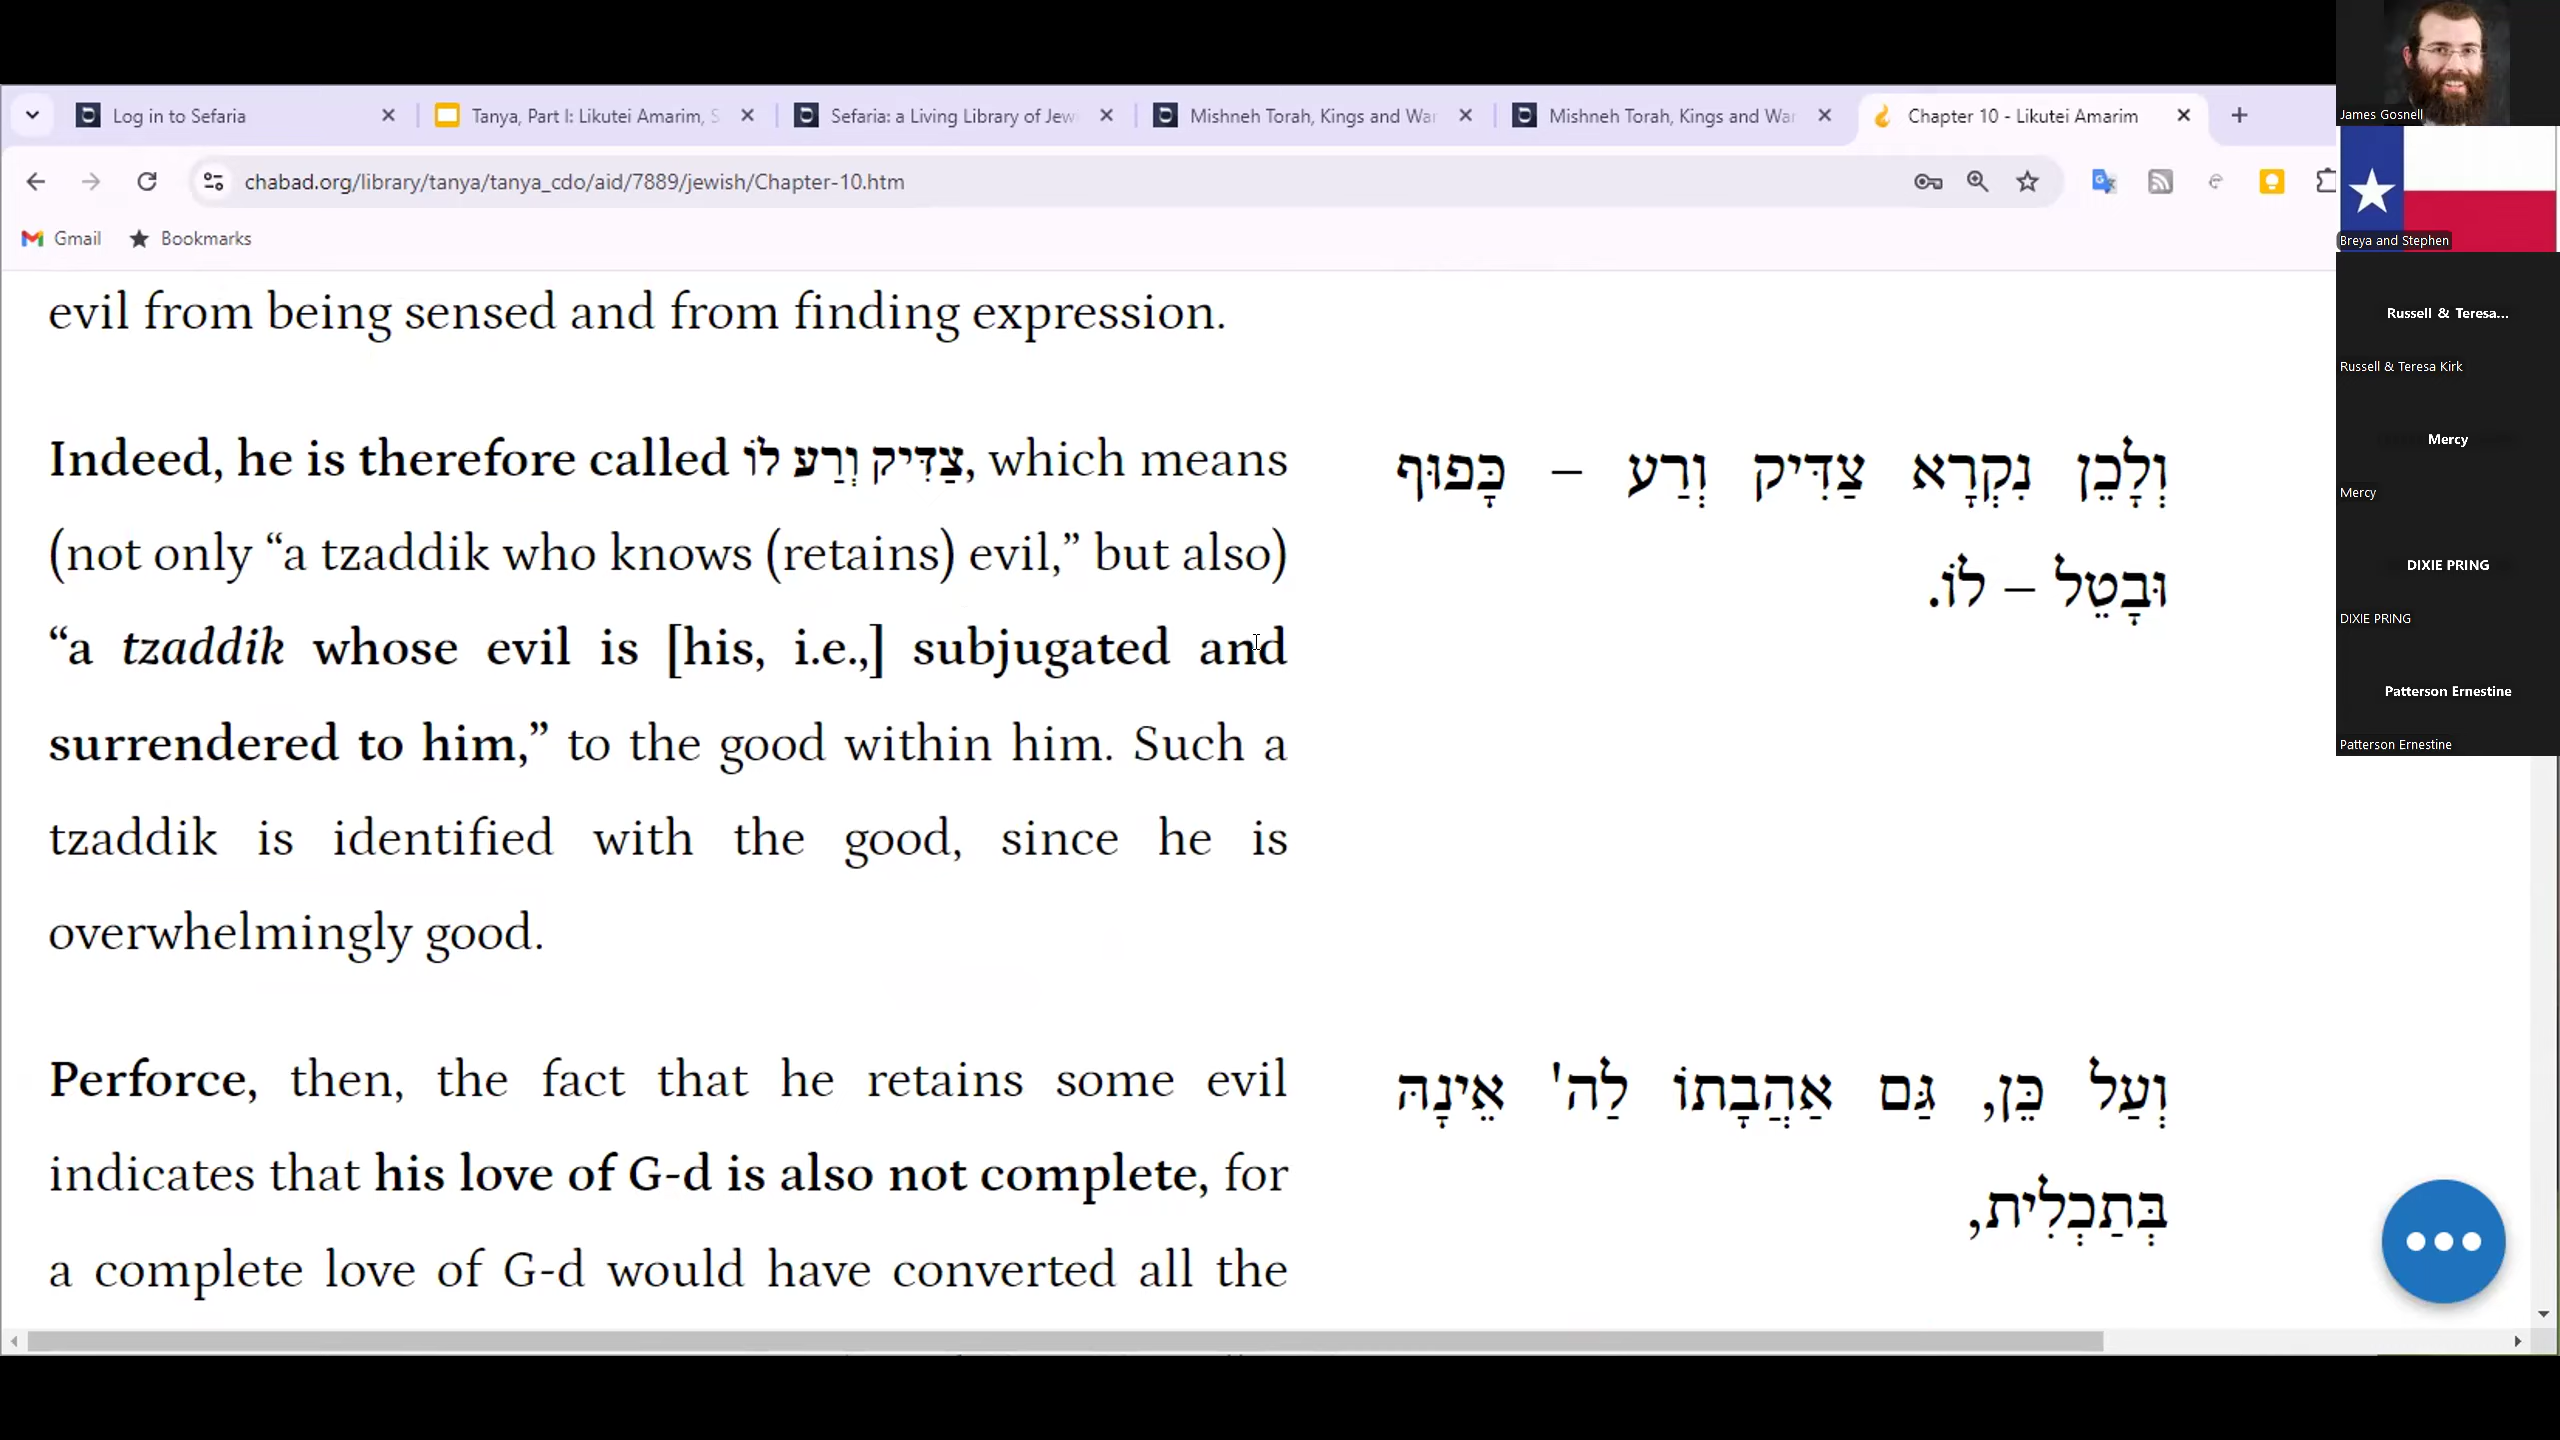 Log in to Sefaria
Tanya, Part I: Likutei Amarim, S
Sefaria: a Living Library of Jew
Mishneh Torah, Kings and War
Mishneh Torah, Kings and War
Chapter 10 - Likutei Amarim
chabad.org/library/tanya/tanya_cdo/aid/7889/jewish/Chapter-10.htm
Gmail
Bookmarks
evil from being sensed and from finding expression.
Indeed, he is therefore called צַדִּיק וְרַע לוֹ, which means
(not only “a tzaddik who knows (retains) evil,” but also)
“a tzaddik whose evil is [his, i.e.,] subjugated and
surrendered to him,” to the good within him. Such a
tzaddik is identified with the good, since he is
overwhelmingly good.
וְלָכֵן נִקְרָא צַדִּיק וְרַע – כָּפוּף
וּבָטֵל – לוֹ.
Perforce, then, the fact that he retains some evil
indicates that his love of G-d is also not complete, for
a complete love of G-d would have converted all the
וְעַל כֵּן, גַּם אַהֲבָתוֹ לַה' אֵינָהּ
בְּתַכְלִית,
James Gosnell
Breya and Stephen
Russell & Teresa...
Russell & Teresa Kirk
Mercy
Mercy
DIXIE PRING
DIXIE PRING
Patterson Ernestine
Patterson Ernestine